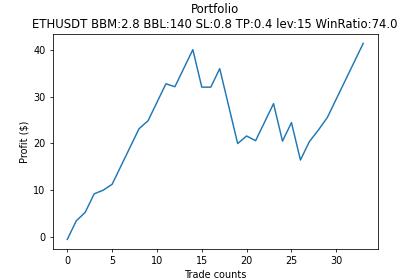 Portfolio
ETHUSDT BBM:2.8 BBL:140 SL:0.8 TP:0.4 lev:15 WinRatio:74.0
40
30
20
10
0
Profit ($)
0 5 10 15 20 25 30
Trade counts